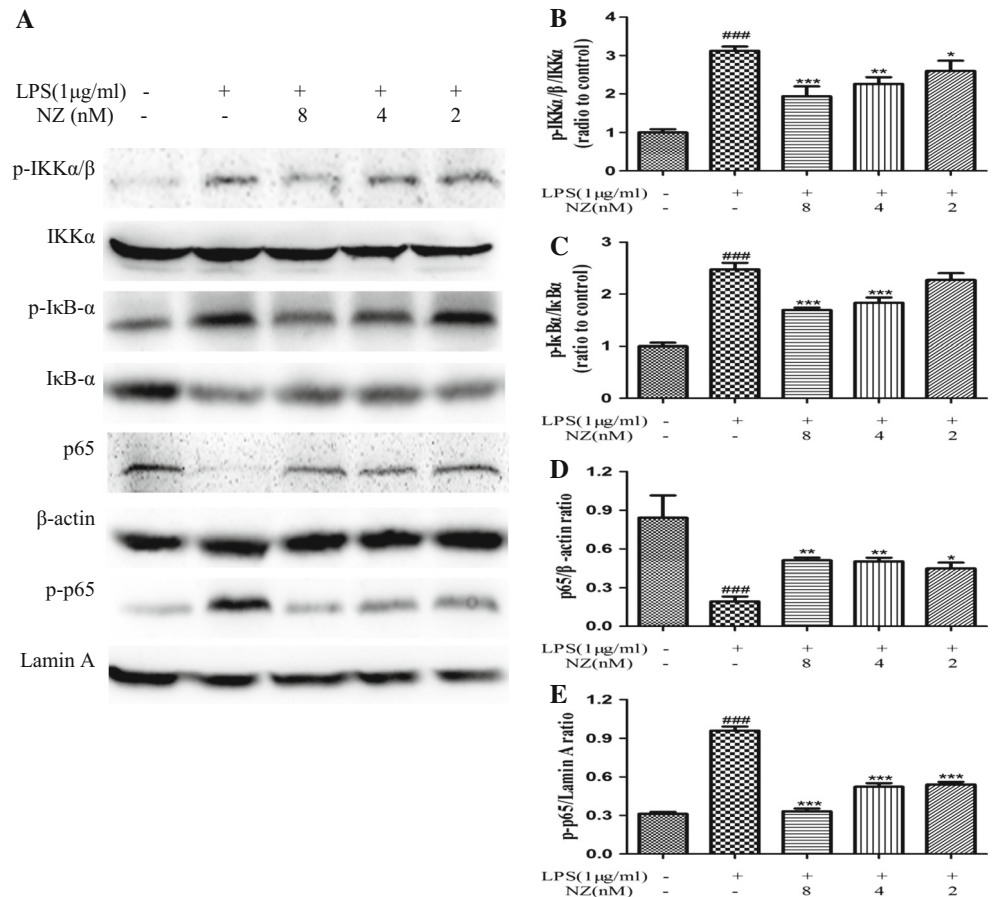 A
LPS(1μg/ml) - + + + +
NZ (nM) - - 8 4 2
p-IKKα/β
IKKα
p-IκB-α
IκB-α
p65
β-actin
p-p65
Lamin A
B
p-IKKα/β/IKKα
(radio to control)
4
3
2
1
0
###
***
**
*
LPS(1μg/ml) - + + + +
NZ(nM) - - 8 4 2
C
p-IκBα/IκBα
(ratio to control)
3
2
1
0
###
***
***
LPS(1μg/ml) - + + + +
NZ(nM) - - 8 4 2
D
p65/β-actin ratio
1.2
0.9
0.6
0.3
0.0
###
**
**
*
LPS(1μg/ml) - + + + +
NZ(nM) - - 8 4 2
E
p-p65/Lamin A ratio
1.2
0.9
0.6
0.3
0.0
###
***
***
***
LPS(1μg/ml) - + + + +
NZ(nM) - - 8 4 2